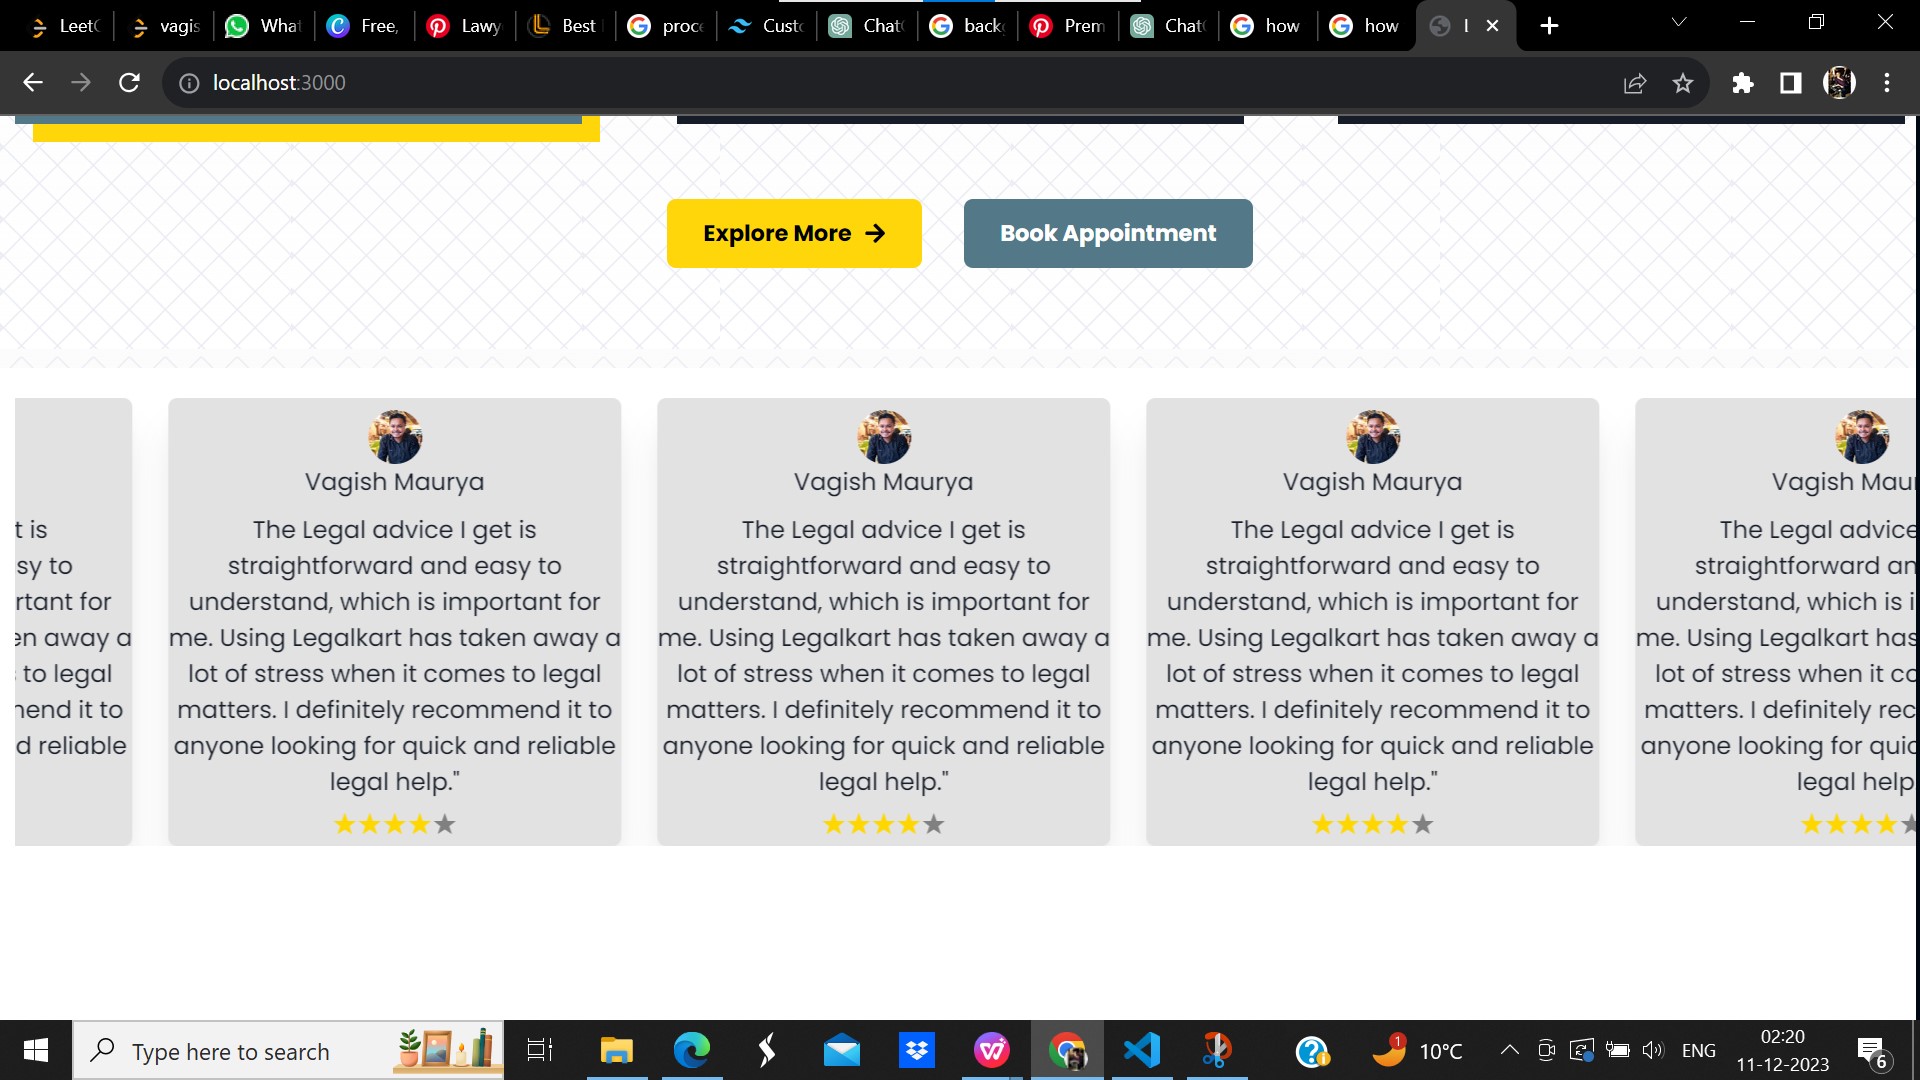 LeetC
vagis
What
Free,
Lawy
Best
proce
Custo
Chat
back
Prem
Chat
how
how
localhost:3000
Explore More
Book Appointment
t is
sy to
rtant for
en away a
to legal
nend it to
d reliable
Vagish Maurya
The Legal advice I get is
straightforward and easy to
understand, which is important for
me. Using Legalkart has taken away a
lot of stress when it comes to legal
matters. I definitely recommend it to
anyone looking for quick and reliable
legal help."
Vagish Maurya
The Legal advice I get is
straightforward and easy to
understand, which is important for
me. Using Legalkart has taken away a
lot of stress when it comes to legal
matters. I definitely recommend it to
anyone looking for quick and reliable
legal help."
Vagish Maurya
The Legal advice I get is
straightforward and easy to
understand, which is important for
me. Using Legalkart has taken away a
lot of stress when it comes to legal
matters. I definitely recommend it to
anyone looking for quick and reliable
legal help."
Vagish Maur
The Legal advice
straightforward an
understand, which is i
me. Using Legalkart has
lot of stress when it co
matters. I definitely rec
anyone looking for quic
legal help
Type here to search
1
10°C
ENG
02:20
11-12-2023
6